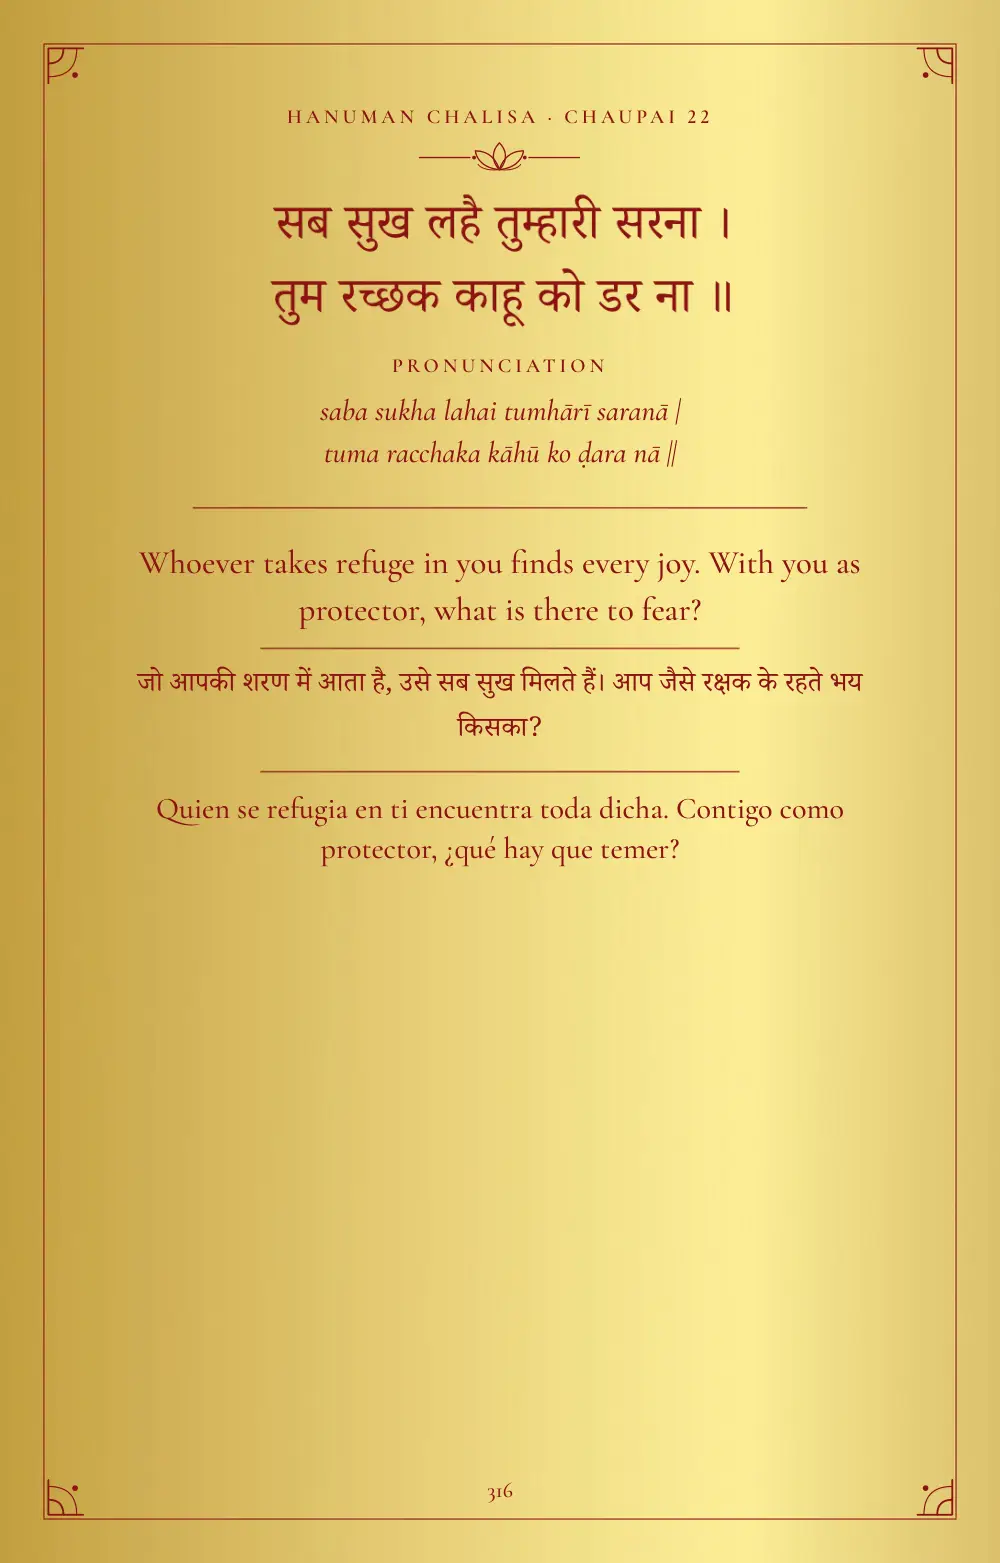 HANUMAN CHALISA · CHAUPAI 22
सब सुख लहै तुम्हारी सरना ।
तुम रच्छक काहू को डर ना ॥
PRONUNCIATION
saba sukha lahai tumhārī saranā |
tuma racchaka kāhū ko ḍara nā ||
Whoever takes refuge in you finds every joy. With you as
protector, what is there to fear?
जो आपकी शरण में आता है, उसे सब सुख मिलते हैं। आप जैसे रक्षक के रहते भय
किसका?
Quien se refugia en ti encuentra toda dicha. Contigo como
protector, ¿qué hay que temer?
316